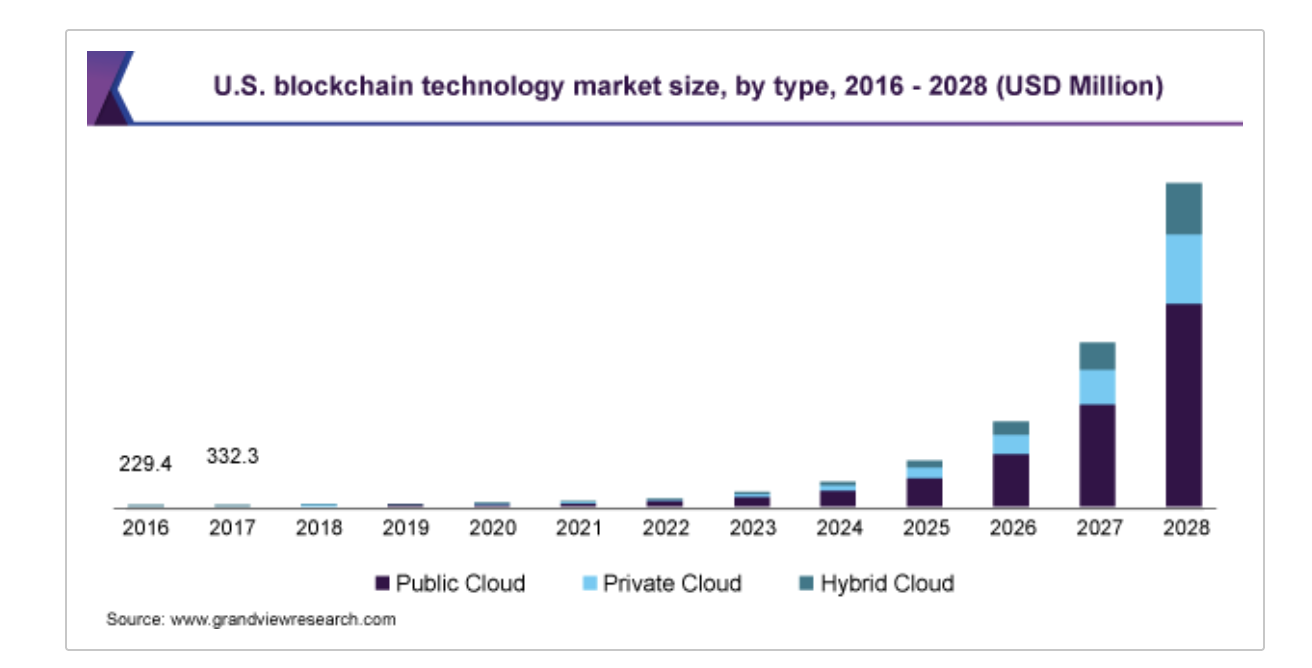 U.S. blockchain technology market size, by type, 2016 - 2028 (USD Million)
229.4 332.3
2016 2017 2018 2019 2020 2021 2022 2023 2024 2025 2026 2027 2028
Public Cloud Private Cloud Hybrid Cloud
Source: www.grandviewresearch.com